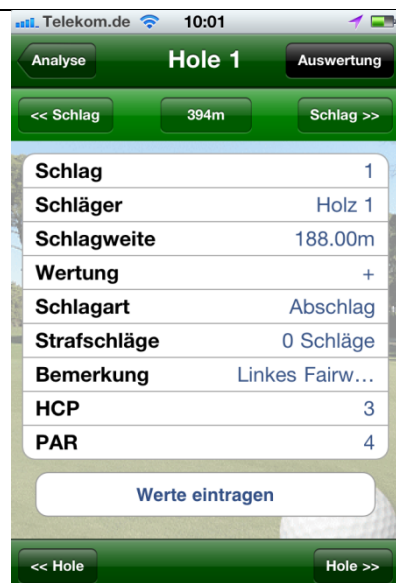 Telekom.de 10:01
Analyse Hole 1 Auswertung
<< Schlag 394m Schlag >>
Schlag 1
Schläger Holz 1
Schlagweite 188.00m
Wertung +
Schlagart Abschlag
Strafschläge 0 Schläge
Bemerkung Linkes Fairw...
HCP 3
PAR 4
Werte eintragen
<< Hole Hole >>